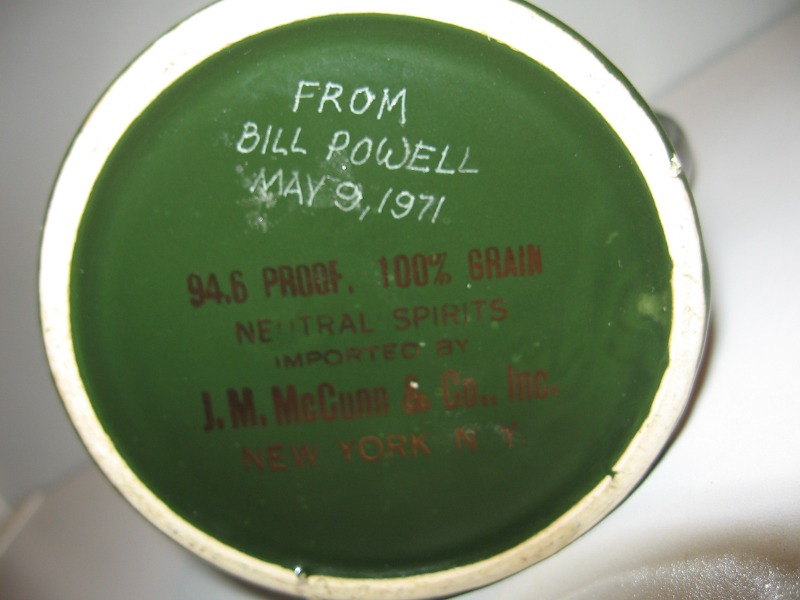 FROM
BILL POWELL
MAY 9, 1971
94.6 PROOF, 100% GRAIN
NEUTRAL SPIRITS
IMPORTED BY
J. M. McCunn & Co., Inc.
NEW YORK N. Y.